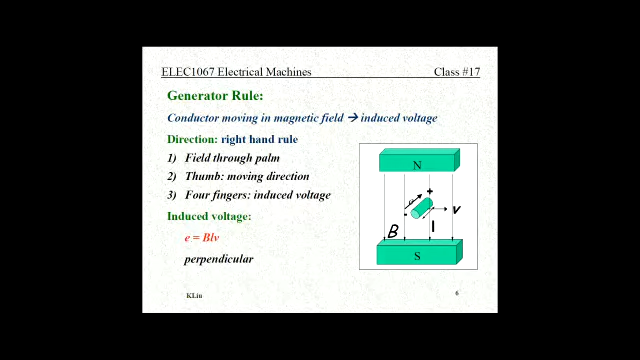 ELEC1067 Electrical Machines Class #17
Generator Rule:
Conductor moving in magnetic field → induced voltage
Direction: right hand rule
1) Field through palm
2) Thumb: moving direction
3) Four fingers: induced voltage
Induced voltage:
e = Blv
perpendicular
N
+
e
- v
B l
S
KLiu 6